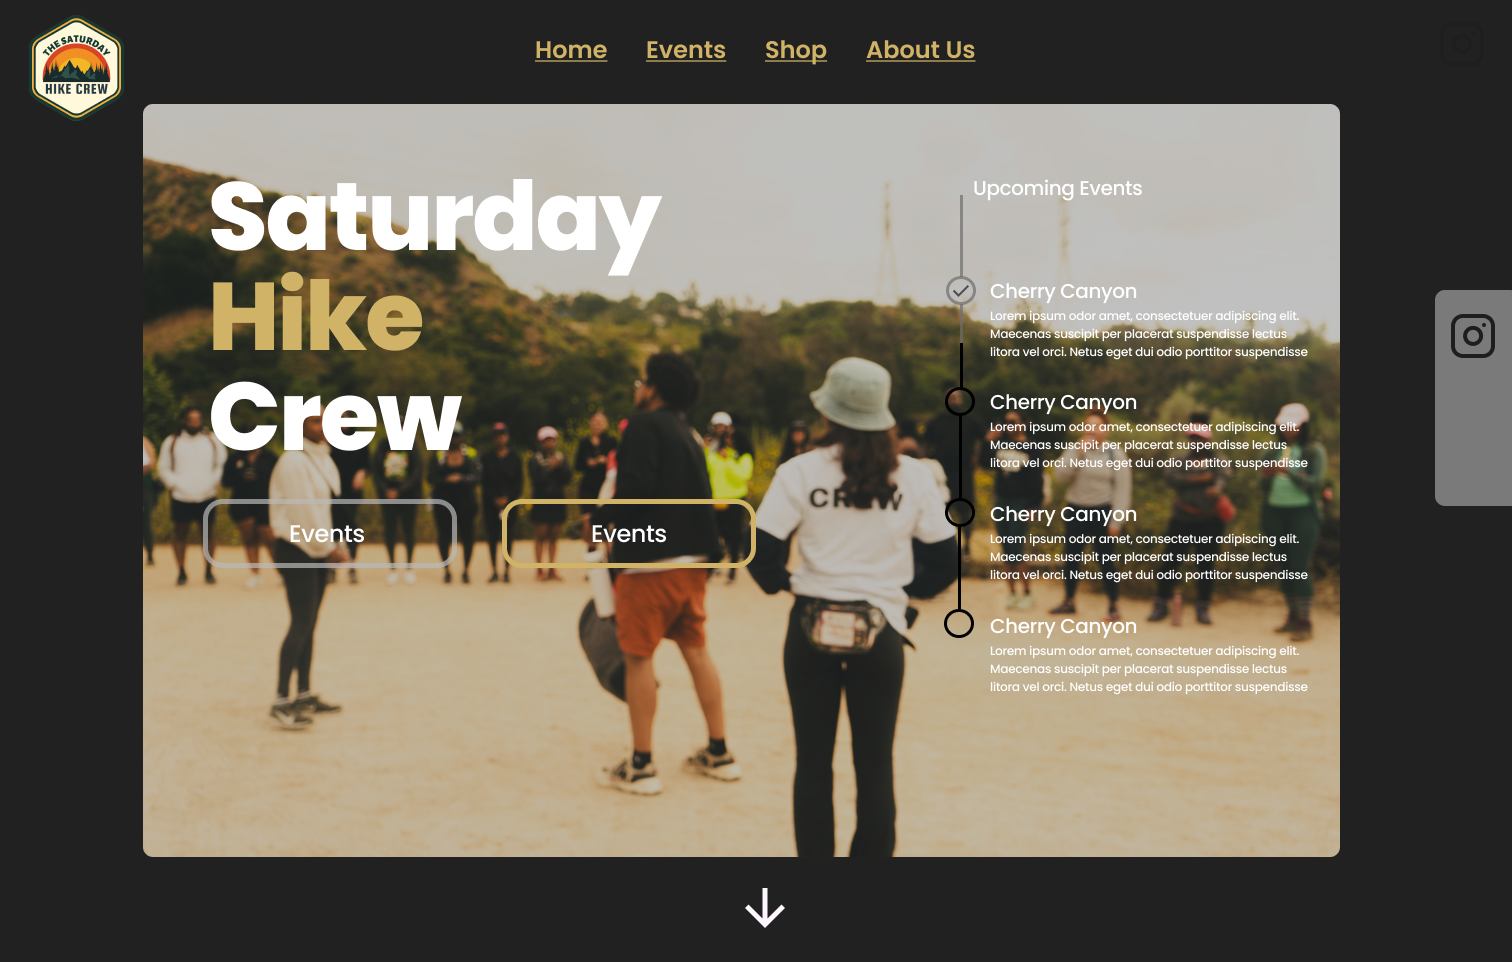 THE SATURDAY
HIKE CREW
Home
Events
Shop
About Us
Saturday
Hike
Crew
Events
Events
CREW
Upcoming Events
Cherry Canyon
Lorem ipsum odor amet, consectetuer adipiscing elit.
Maecenas suscipit per placerat suspendisse lectus
litora vel orci. Netus eget dui odio porttitor suspendisse
Cherry Canyon
Lorem ipsum odor amet, consectetuer adipiscing elit.
Maecenas suscipit per placerat suspendisse lectus
litora vel orci. Netus eget dui odio porttitor suspendisse
Cherry Canyon
Lorem ipsum odor amet, consectetuer adipiscing elit.
Maecenas suscipit per placerat suspendisse lectus
litora vel orci. Netus eget dui odio porttitor suspendisse
Cherry Canyon
Lorem ipsum odor amet, consectetuer adipiscing elit.
Maecenas suscipit per placerat suspendisse lectus
litora vel orci. Netus eget dui odio porttitor suspendisse